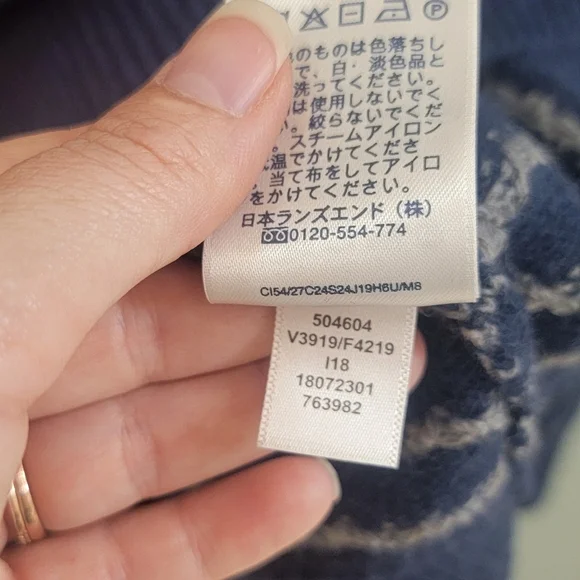 のものは色落ちし
で、白・淡色品と
洗ってください。
は使用しないでく
い。絞らないでくだ
。スチームアイロン
温でかけてくださ
当て布をしてアイロ
をかけてください。
日本ランズエンド（株）
0120-554-774
CI54/27C24S24J19H6U/M8
504604
V3919/F4219
I18
18072301
763982